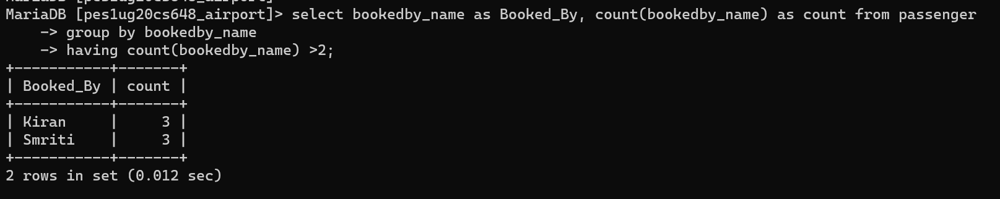 MariaDB [pes1ug20cs648_airport]> select bookedby_name as Booked_By, count(bookedby_name) as count from passenger
    -> group by bookedby_name
    -> having count(bookedby_name) >2;
+-----------+-------+
| Booked_By | count |
+-----------+-------+
| Kiran     |     3 |
| Smriti    |     3 |
+-----------+-------+
2 rows in set (0.012 sec)